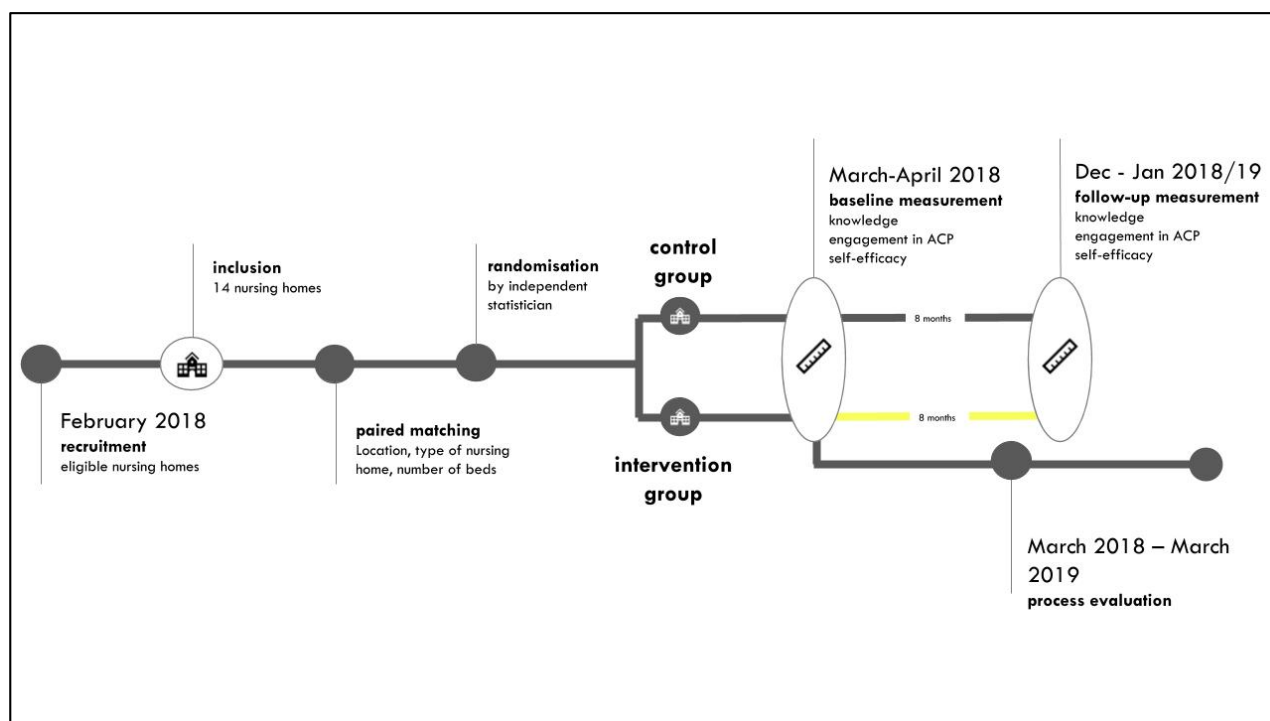 February 2018
recruitment
eligible nursing homes
inclusion
14 nursing homes
paired matching
Location, type of nursing
home, number of beds
randomisation
by independent
statistician
control
group
intervention
group
March-April 2018
baseline measurement
knowledge
engagement in ACP
self-efficacy
8 months
8 months
Dec - Jan 2018/19
follow-up measurement
knowledge
engagement in ACP
self-efficacy
March 2018 – March
2019
process evaluation